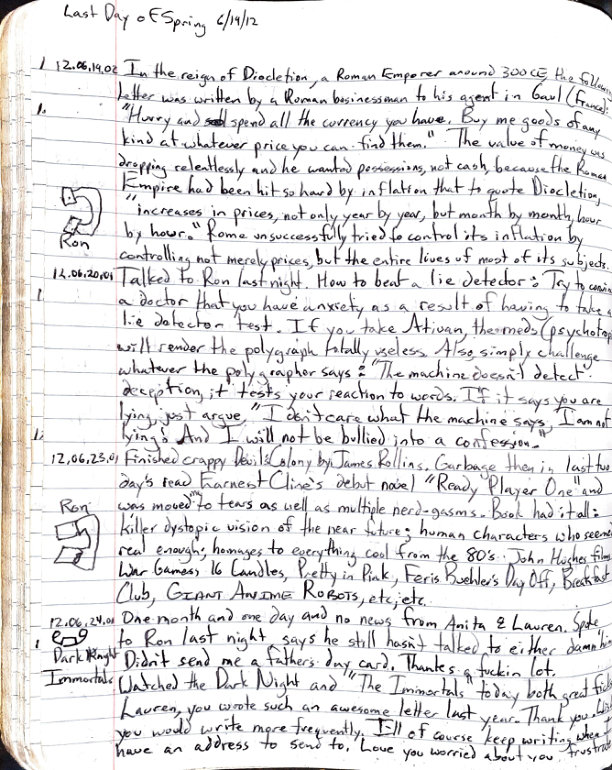 Last Day of Spring 6/19/12
12.06.19.02 In the reign of Diocletion, a Roman Emporer around 300 CE, the
letter was written by a Roman businessman to his agent in Gaul (France):
"Hurry and spend all the currency you have. Buy me goods of any
kind at whatever price you can find them." The value of money was
dropping relentlessly and he wanted possessions, not cash, because the Roman
Empire had been hit so hard by inflation that to quote Diocletion,
"increases in prices, not only year by year, but month by month, hour
by hour." Rome unsuccessfully tried to control its inflation by
Ron
controlling not merely prices, but the entire lives of most of its subjects.
12.06.20.01 Talked to Ron last night. How to beat a lie detector: Try to
a doctor that you have anxiety as a result of having to take a
lie detector test. If you take Ativan, the meds
will render the polygraph totally useless. Also, simply challenge
whatever the polygrapher says: "The machine doesn't detect
deception, it tests your reaction to words. If it says you are
lying, just argue, "I don't care what the machine says, I am not
lying. And I will not be bullied into a confession."
12.06.23.01 Finished crappy Devil's Colony by James Rollins. Garbage then in last two
day's read Earnest Cline's debut novel "Ready Player One" and
Ron
was moved to tears as well as multiple nerd-gasms. Book had it all:
killer dystopic vision of the near future; human characters who seemed
real enough; homages to everything cool from the 80's. John Hughes films
War Games, 16 Candles, Pretty in Pink, Feris Buehler's Day Off, Breakfast
Club, GIANT ANIME ROBOTS, etc, etc.
12.06.24.01 One month and one day and no news from Anita & Lauren. Spoke
to Ron last night says he still hasn't talked to either damn him
Dark Knight
Didn't send me a fathers day card. Thanks a fuckin lot.
Immortals
Watched the Dark Night and "The Immortals" today both great
Lauren, you wrote such an awesome letter last year. Thank you.
you would write more frequently. I'll of course keep writing when I
have an address to send to. Love you worried about you